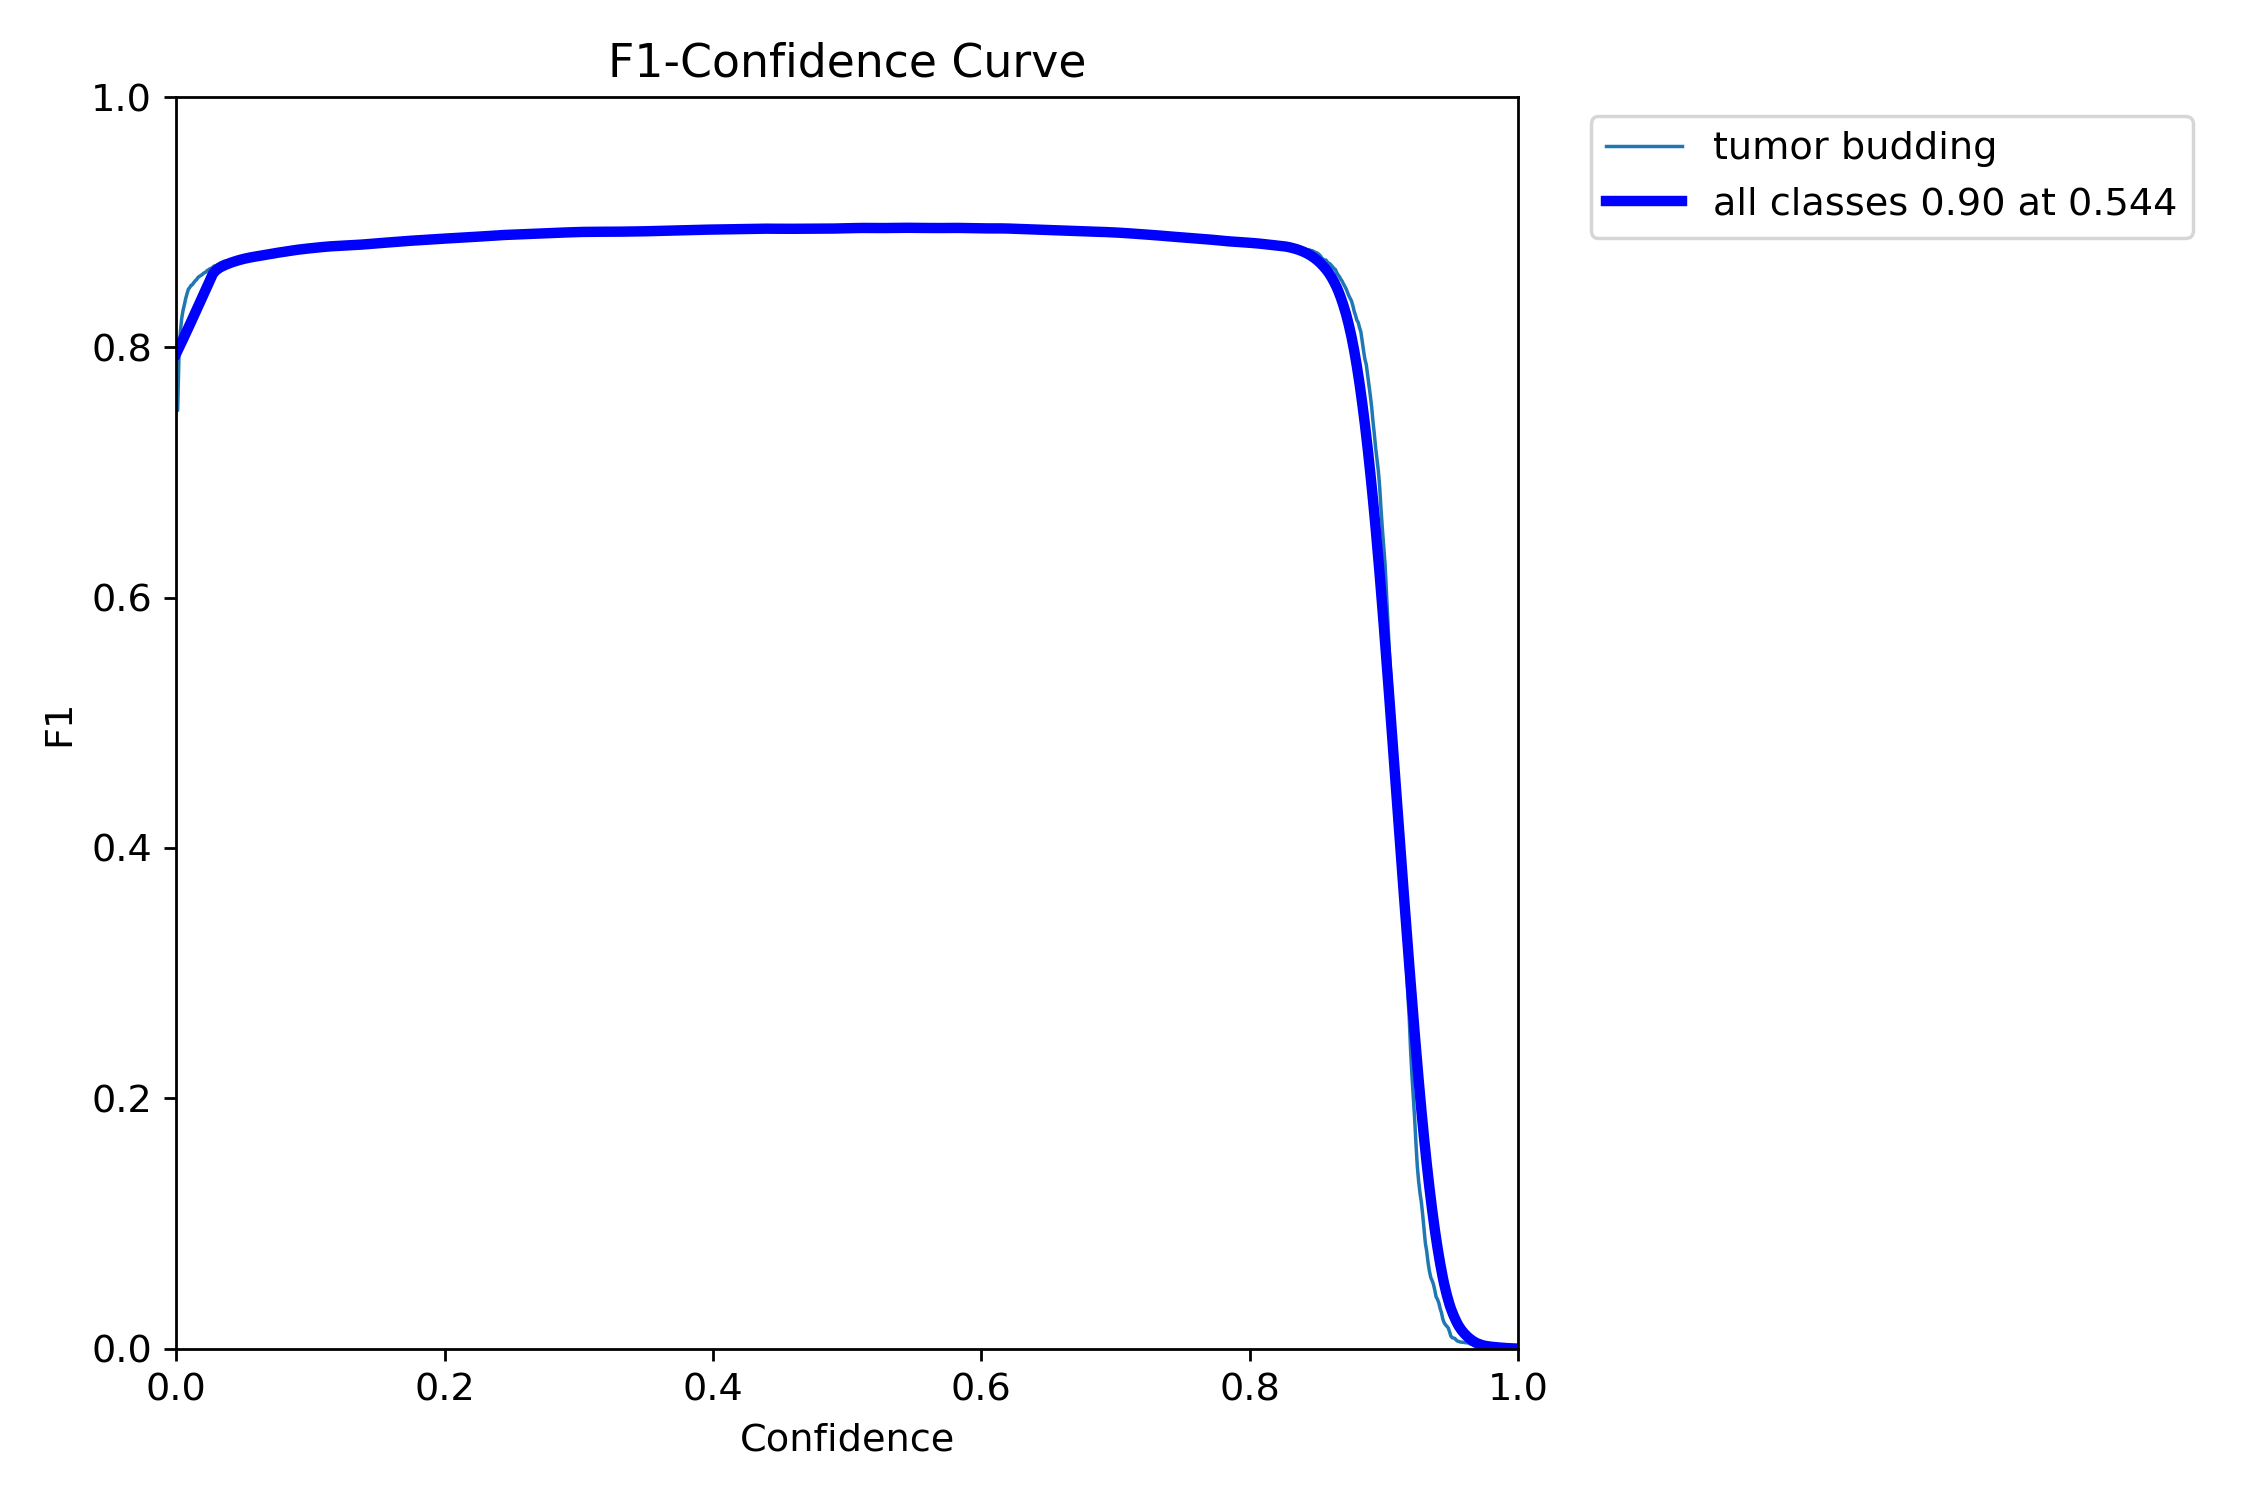 F1-Confidence Curve
tumor budding
all classes 0.90 at 0.544
1.0
0.8
0.6
0.4
0.2
0.0
F1
0.0 0.2 0.4 0.6 0.8 1.0
Confidence